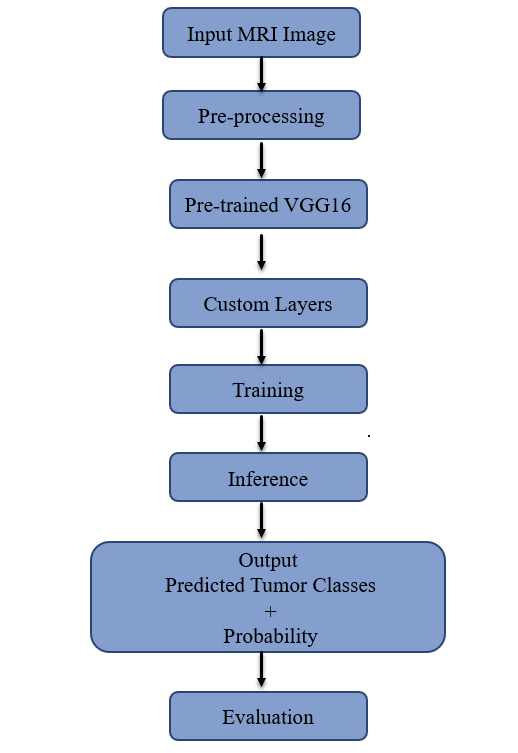 Input MRI Image
Pre-processing
Pre-trained VGG16
Custom Layers
Training
Inference
Output
Predicted Tumor Classes
+
Probability
Evaluation